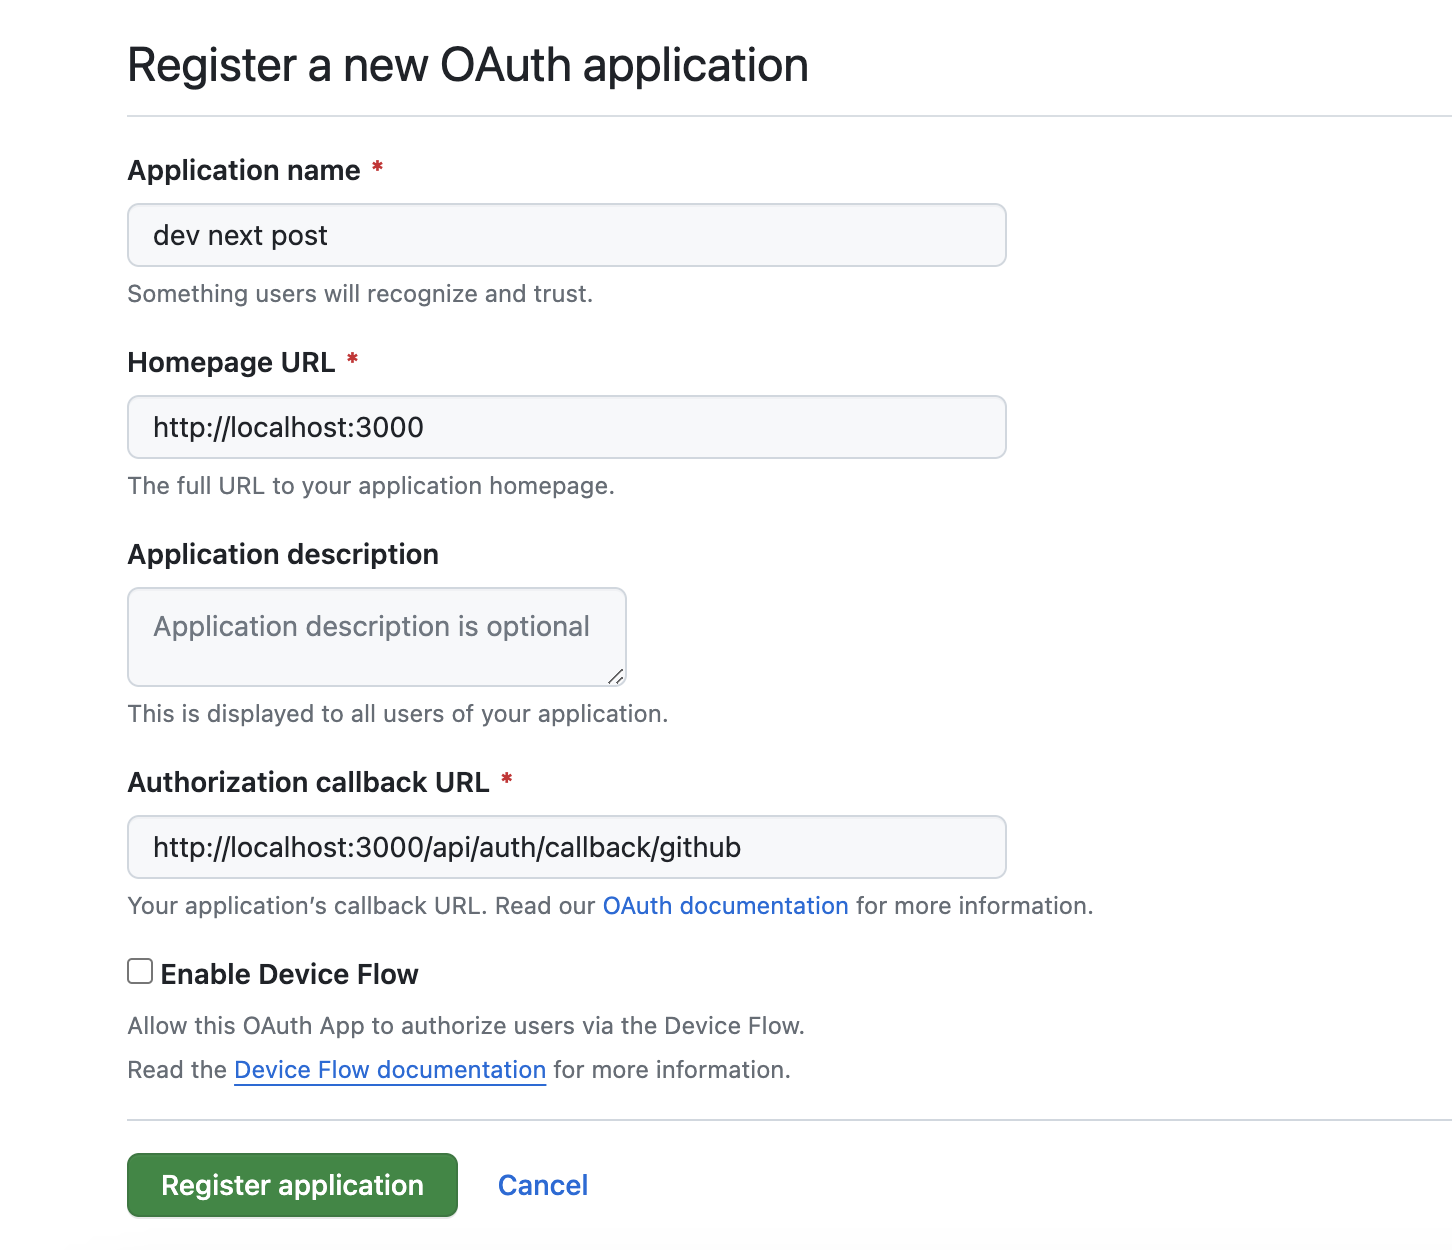 Register a new OAuth application
Application name *
dev next post
Something users will recognize and trust.
Homepage URL *
http://localhost:3000
The full URL to your application homepage.
Application description
Application description is optional
This is displayed to all users of your application.
Authorization callback URL *
http://localhost:3000/api/auth/callback/github
Your application’s callback URL. Read our OAuth documentation for more information.
Enable Device Flow
Allow this OAuth App to authorize users via the Device Flow.
Read the Device Flow documentation for more information.
Register application Cancel